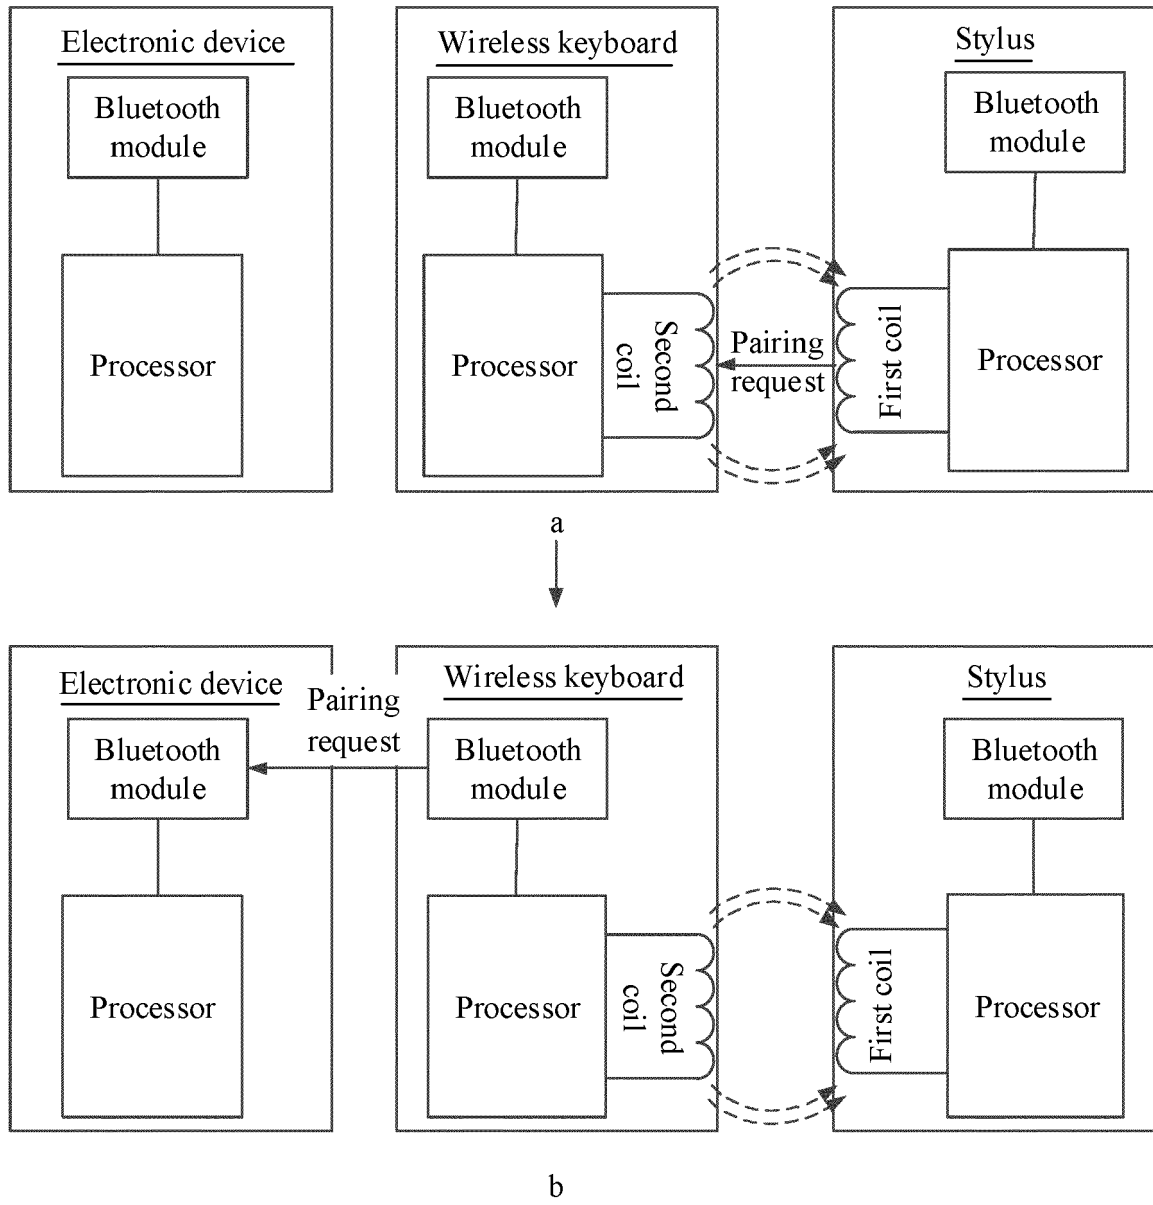 Electronic device
Bluetooth
module
Processor
Wireless keyboard
Bluetooth
module
Processor
Second
coil
Pairing
request
Stylus
Bluetooth
module
First coil
Processor
a
Electronic device
Bluetooth
module
Processor
Pairing
request
Wireless keyboard
Bluetooth
module
Processor
Second
coil
Stylus
Bluetooth
module
First coil
Processor
b